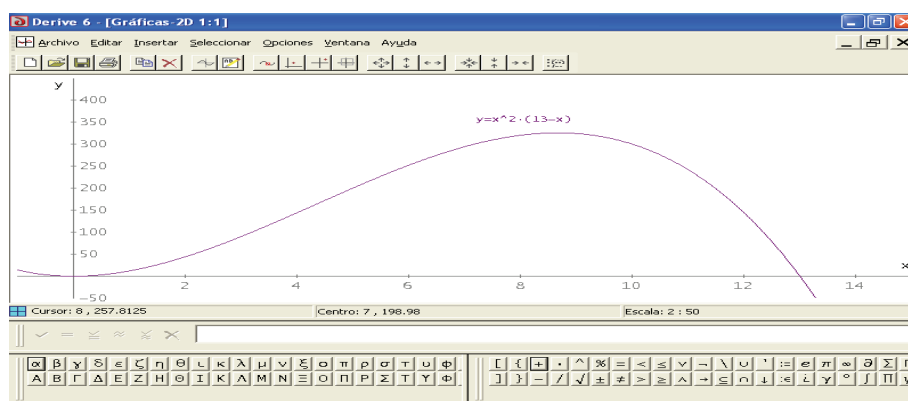 Derive 6 - [Gráficas-2D 1:1]
Archivo Editar Insertar Seleccionar Opciones Ventana Ayuda
y
400
350
y=x^2·(13-x)
300
250
200
150
100
50
x
2 4 6 8 10 12 14
-50
Cursor: 8 , 257.8125 Centro: 7 , 198.98 Escala: 2 : 50
α β γ δ ε ζ η θ ι κ λ μ ν ξ ο π ρ σ τ υ φ [ { + · ^ % = < ≤ ∨ ¬ \ ∪ ' := e π ∞ ∂ Σ
Α Β Γ Δ Ε Ζ Η Θ Ι Κ Λ Μ Ν Ξ Ο Π Ρ Σ Τ Υ Φ ] } - / √ ± ≠ > ≥ ∧ → ⊆ ∩ ↓ :∈ i γ ° ∫ Π